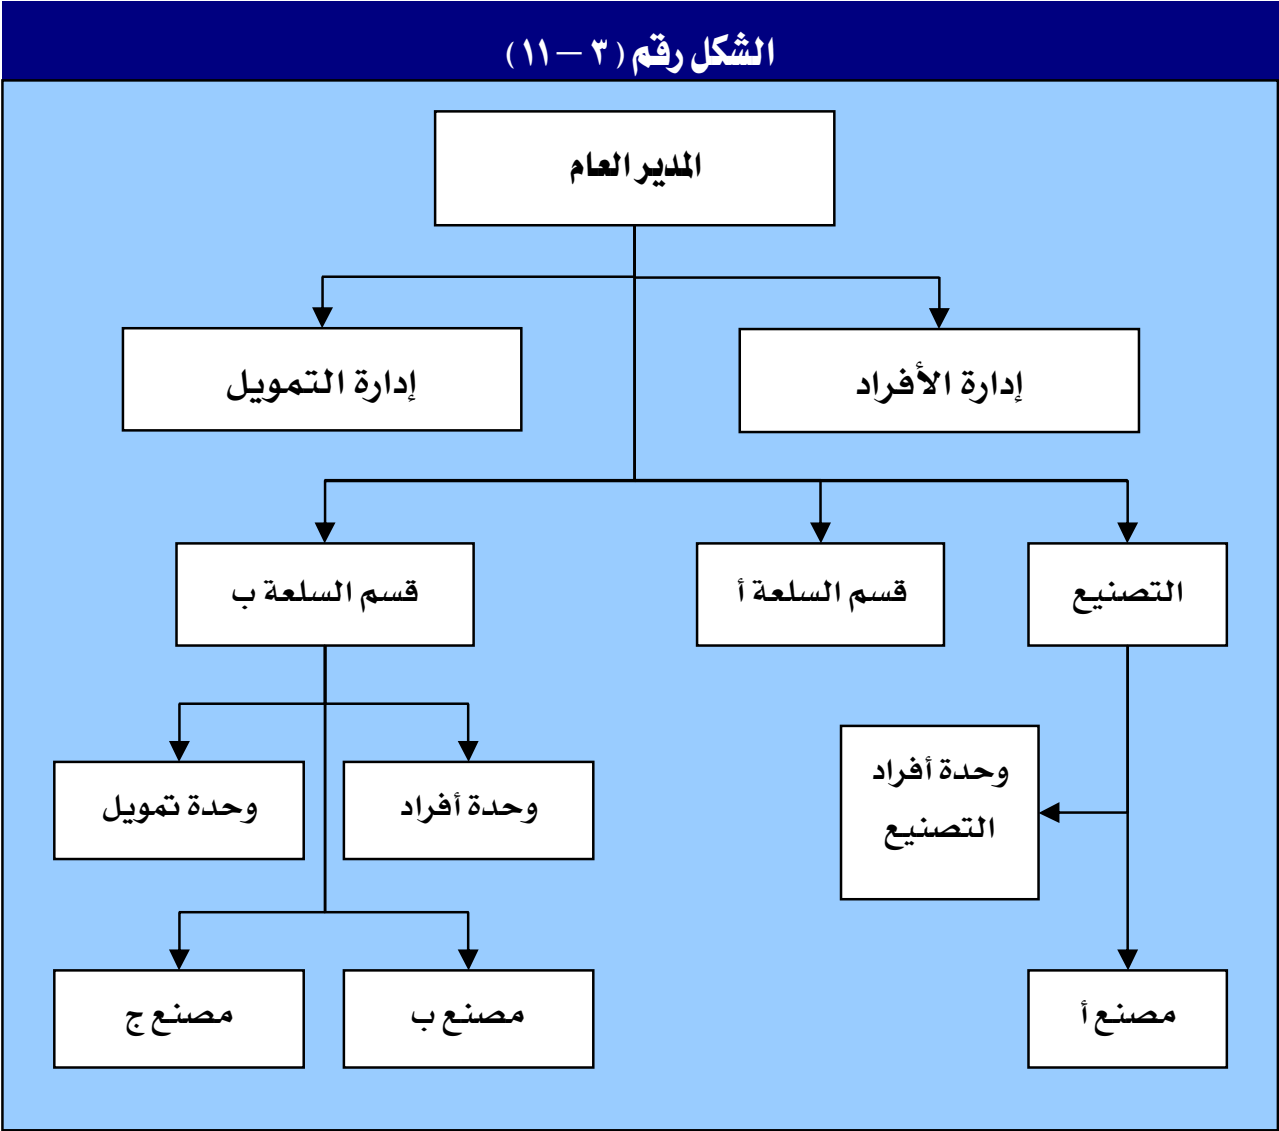 الشكل رقم ( ٣ – ١١ )
المدير العام
إدارة الأفراد
إدارة التمويل
التصنيع
قسم السلعة أ
قسم السلعة ب
وحدة أفراد
التصنيع
وحدة أفراد
وحدة تمويل
مصنع أ
مصنع ب
مصنع ج